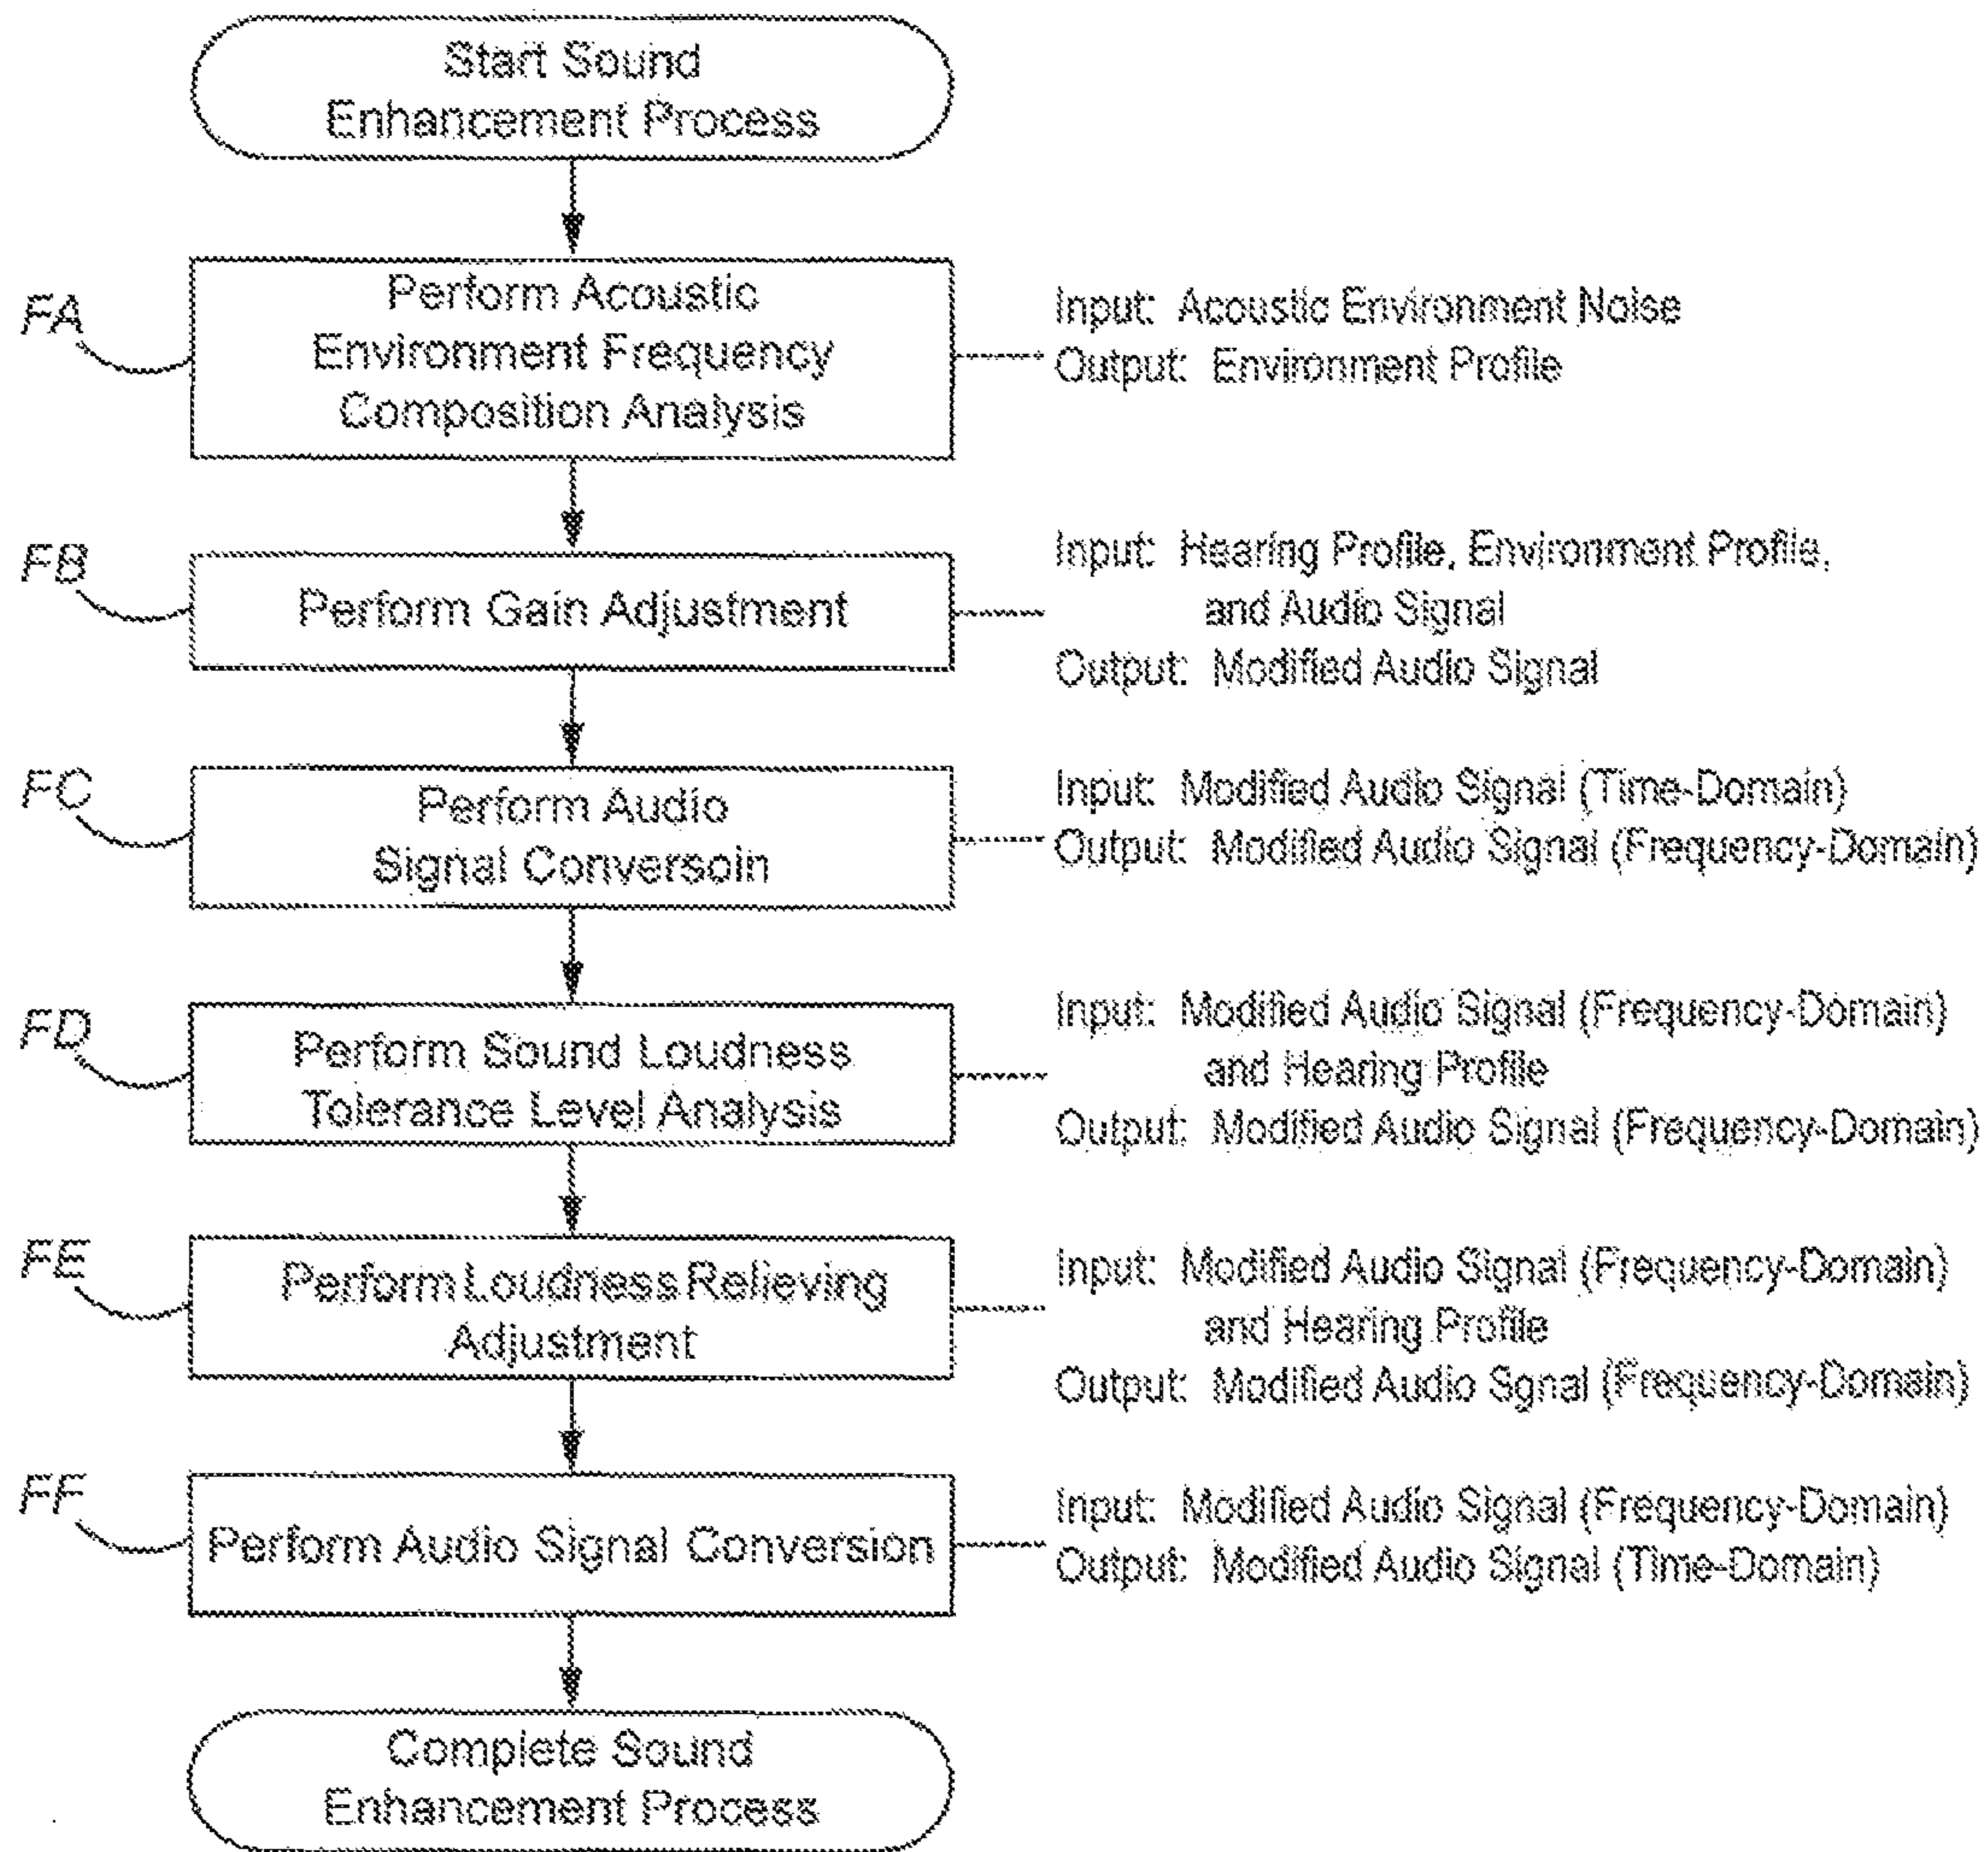 Start Sound
Enhancement Process
FA
Perform Acoustic
Environment Frequency
Composition Analysis
Input: Acoustic Environment Noise
Output: Environment Profile
FB
Perform Gain Adjustment
Input: Hearing Profile, Environment Profile,
and Audio Signal
Output: Modified Audio Signal
FC
Perform Audio
Signal Conversoin
Input: Modified Audio Signal (Time-Domain)
Output: Modified Audio Signal (Frequency-Domain)
FD
Perform Sound Loudness
Tolerance Level Analysis
Input: Modified Audio Signal (Frequency-Domain)
and Hearing Profile
Output: Modified Audio Signal (Frequency-Domain)
FE
Perform Loudness Relieving
Adjustment
Input: Modified Audio Signal (Frequency-Domain)
and Hearing Profile
Output: Modified Audio Sgnal (Frequency-Domain)
FF
Perform Audio Signal Conversion
Input: Modified Audio Signal (Frequency-Domain)
Output: Modified Audio Signal (Time-Domain)
Complete Sound
Enhancement Process